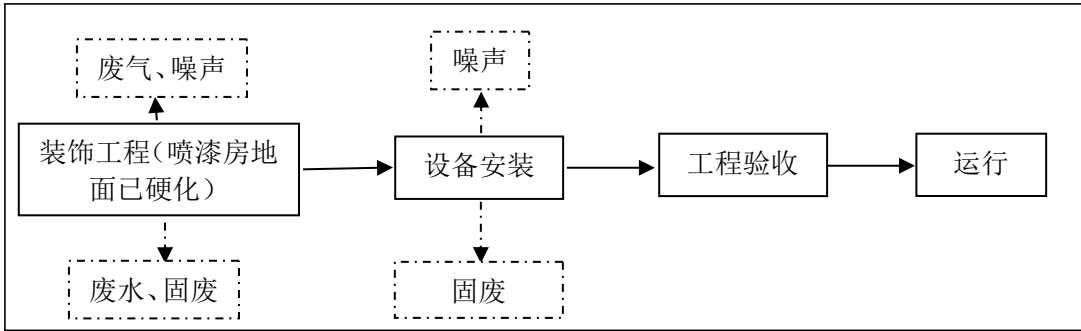 废气、噪声
噪声
装饰工程（喷漆房地
面已硬化）
设备安装
工程验收
运行
废水、固废
固废